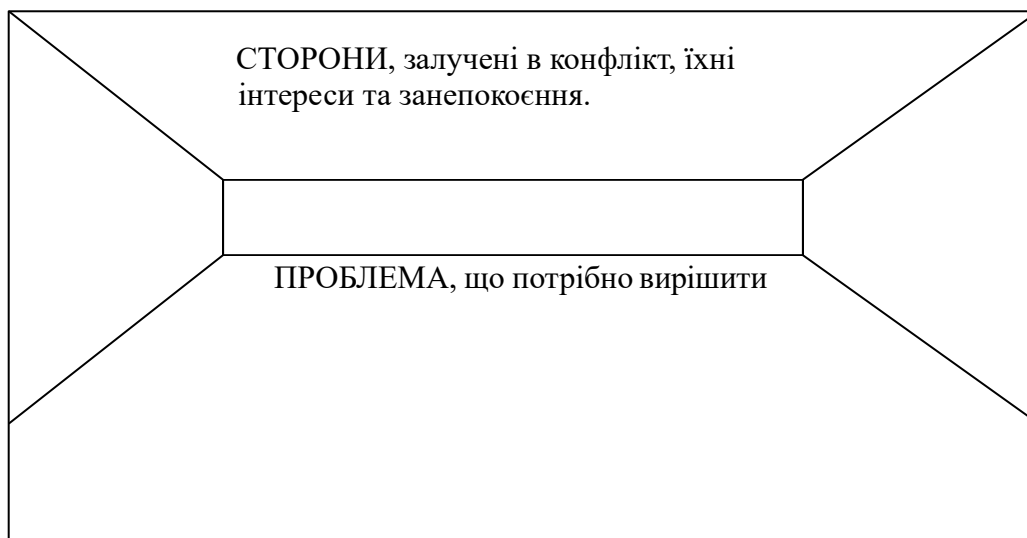 СТОРОНИ, залучені в конфлікт, їхні
інтереси та занепокоєння.
ПРОБЛЕМА, що потрібно вирішити